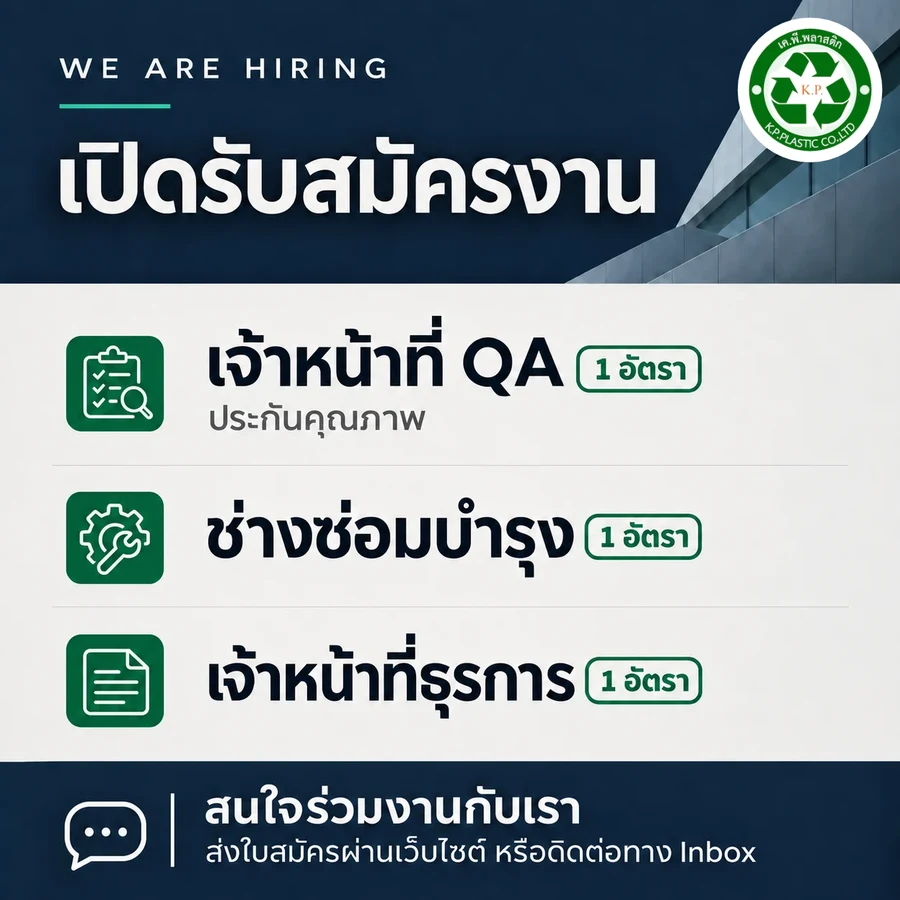 WE ARE HIRING
เค.พี.พลาสติก
K.P.
K.P.PLASTIC CO.,LTD
เปิดรับสมัครงาน
เจ้าหน้าที่ QA 1 อัตรา
ประกันคุณภาพ
ช่างซ่อมบำรุง 1 อัตรา
เจ้าหน้าที่ธุรการ 1 อัตรา
สนใจร่วมงานกับเรา
ส่งใบสมัครผ่านเว็บไซต์ หรือติดต่อทาง Inbox